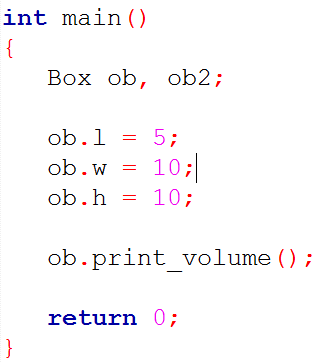 int main()
{
Box ob, ob2;
ob.l = 5;
ob.w = 10;
ob.h = 10;
ob.print_volume();
return 0;
}